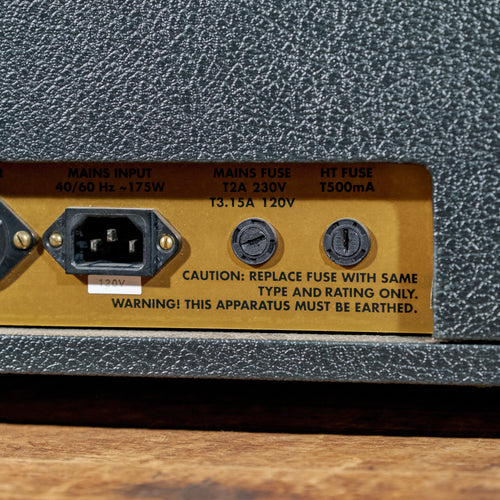 MAINS INPUT
40/60 Hz ~175W
MAINS FUSE
T2A 230V
T3.15A 120V
HT FUSE
T500mA
120V
CAUTION: REPLACE FUSE WITH SAME
TYPE AND RATING ONLY.
WARNING! THIS APPARATUS MUST BE EARTHED.